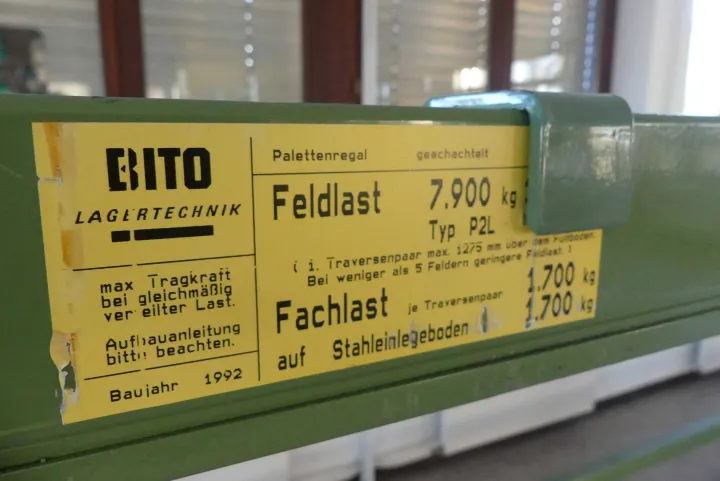 BITO
LAGERTECHNIK
max Tragkraft
bei gleichmäßig
verteilter Last.
Aufbauanleitung
bitte beachten.
Baujahr 1992
Palettenregal geschachtelt
Feldlast 7.900 kg
Typ P2L
( 1. Traversenpaar max. 1275 mm über dem Fußboden.
Bei weniger als 5 Feldern geringere Feldlast. )
Fachlast je Traversenpaar 1.700 kg
auf Stahleinlegeboden 1.700 kg